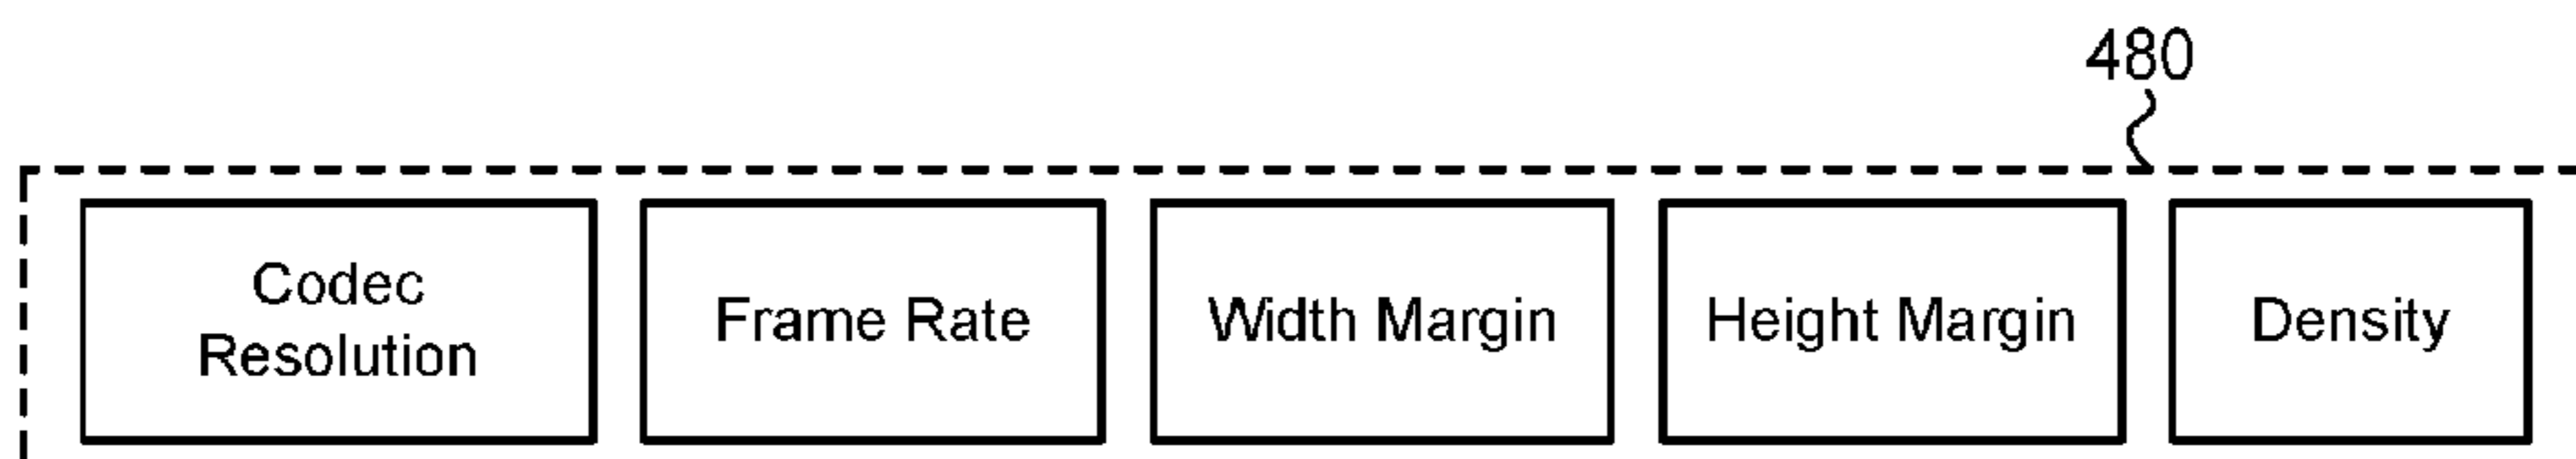 480
Codec
Resolution
Frame Rate
Width Margin
Height Margin
Density